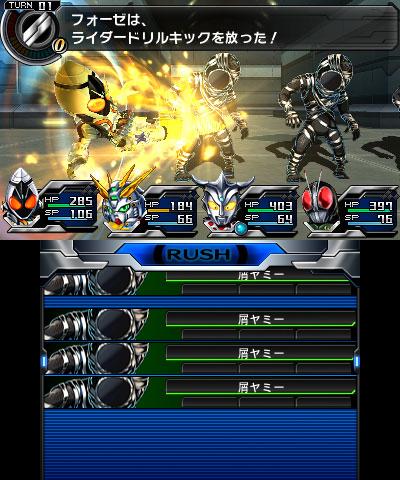 TURN 01
フォーゼは、
ライダードリルキックを放った！
0
HP 285
SP 106
HP 184
SP 66
HP 403
SP 64
HP 397
SP 76
RUSH
屑ヤミー
屑ヤミー
屑ヤミー
屑ヤミー